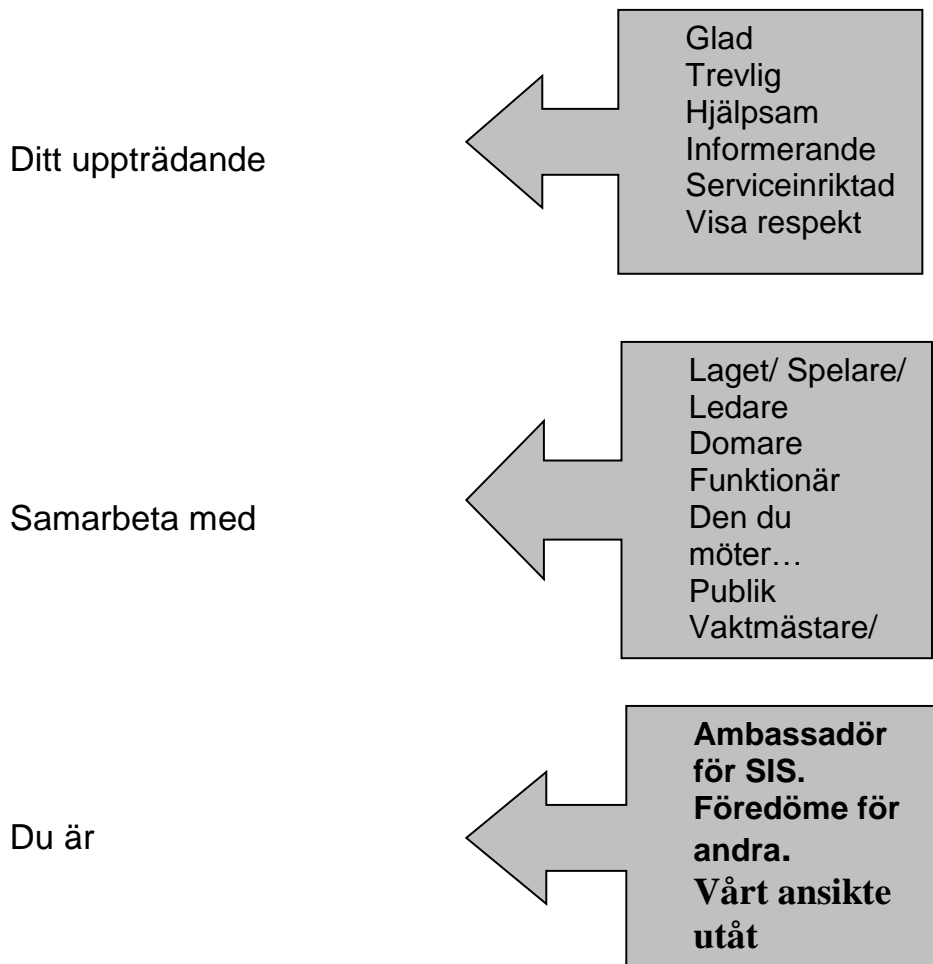 Ditt uppträdande
Glad
Trevlig
Hjälpsam
Informerande
Serviceinriktad
Visa respekt
Samarbeta med
Laget/ Spelare/
Ledare
Domare
Funktionär
Den du
möter…
Publik
Vaktmästare/
Du är
Ambassadör
för SIS.
Föredöme för
andra.
Vårt ansikte
utåt